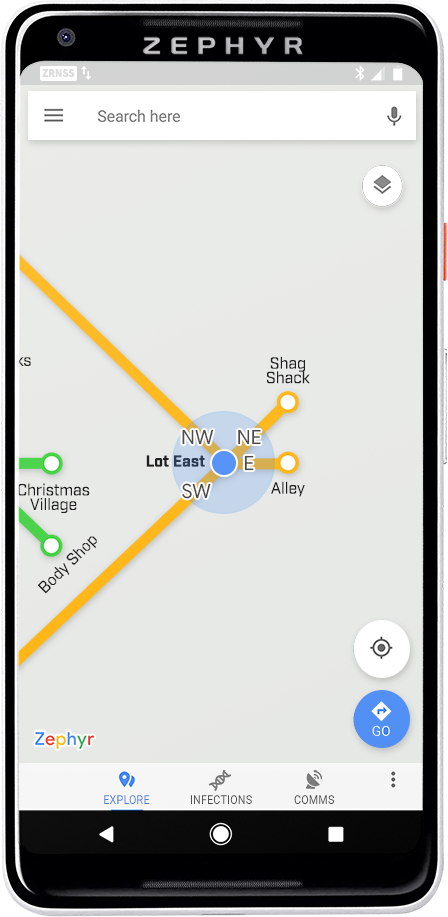 ZEPHYR
ZRNSS
Search here
ks
Shag
Shack
NW NE
Lot East E
SW
Alley
Christmas
Village
Body Shop
Zephyr
GO
EXPLORE INFECTIONS COMMS